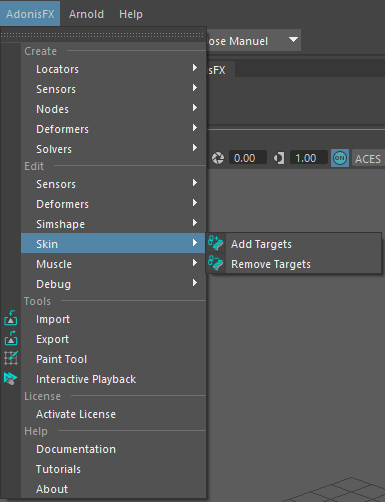 AdonisFX Arnold Help
ose Manuel
sFX
Create
Locators
Sensors
Nodes
Deformers
Solvers
Edit
0.00 1.00 ON ACES
Sensors
Deformers
Simshape
Skin
Add Targets
Muscle
Remove Targets
Debug
Tools
Import
Export
Paint Tool
Interactive Playback
License
Activate License
Help
Documentation
Tutorials
About